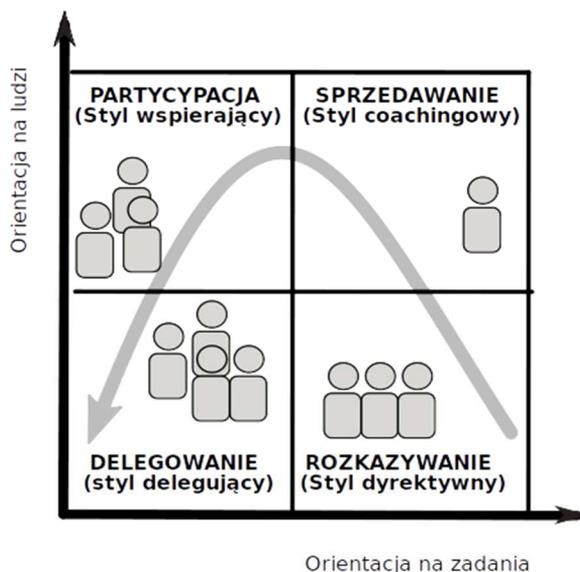 Orientacja na ludzi
PARTYCYPACJA
(Styl wspierający)
SPRZEDAWANIE
(Styl coachingowy)
DELEGOWANIE
(styl delegujący)
ROZKAZYWANIE
(Styl dyrektywny)
Orientacja na zadania